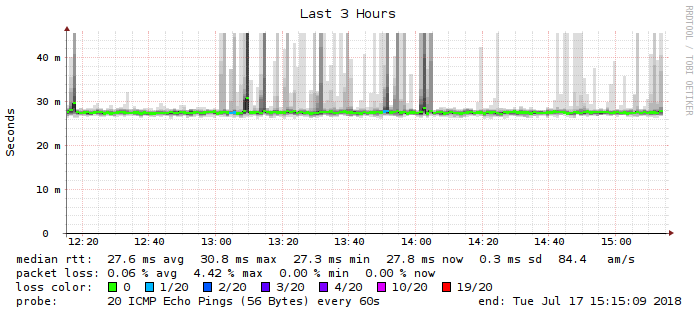 Last 3 Hours
RRDTOOL / TOBI OETIKER
Seconds
40 m
30 m
20 m
10 m
0
12:20 12:40 13:00 13:20 13:40 14:00 14:20 14:40 15:00
median rtt: 27.6 ms avg 30.8 ms max 27.3 ms min 27.8 ms now 0.3 ms sd 84.4 am/s
packet loss: 0.06 % avg 4.42 % max 0.00 % min 0.00 % now
loss color: 0 1/20 2/20 3/20 4/20 10/20 19/20
probe: 20 ICMP Echo Pings (56 Bytes) every 60s end: Tue Jul 17 15:15:09 2018